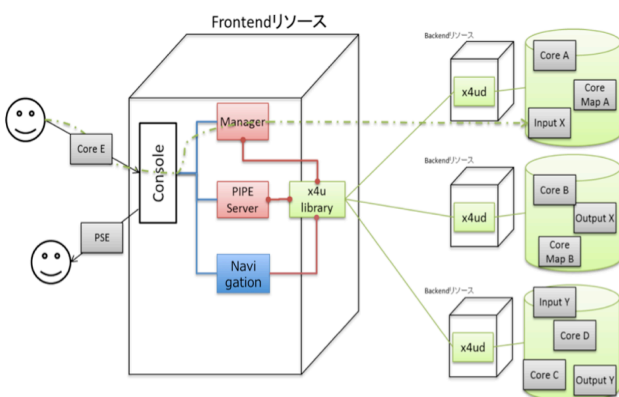 Frontendリソース
Core E
PSE
Console
Manager
PIPE
Server
Navi
gation
x4u
library
Backendリソース
x4ud
Core A
Core
Map A
Input X
Backendリソース
x4ud
Core B
Output X
Core
Map B
Backendリソース
x4ud
Input Y
Core D
Core C
Output Y